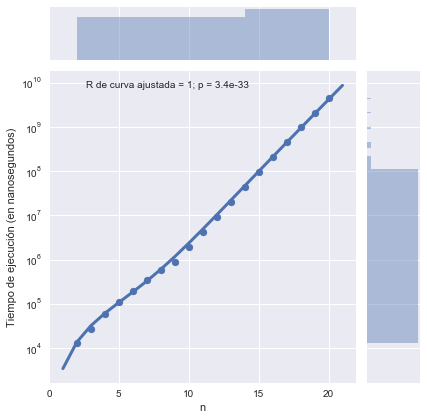 R de curva ajustada = 1; p = 3.4e-33
Tiempo de ejecución (en nanosegundos)
10^10
10^9
10^8
10^7
10^6
10^5
10^4
0 5 10 15 20
n